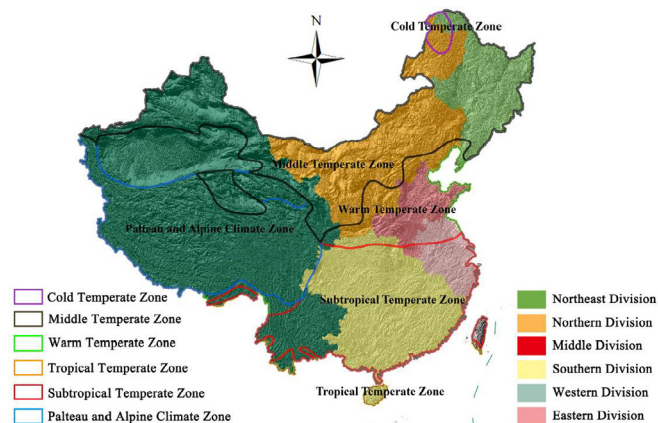 N
Cold Temperate Zone
Middle Temperate Zone
Warm Temperate Zone
Palteau and Alpine Climate Zone
Subtropical Temperate Zone
Tropical Temperate Zone
Cold Temperate Zone
Middle Temperate Zone
Warm Temperate Zone
Tropical Temperate Zone
Subtropical Temperate Zone
Palteau and Alpine Climate Zone
Northeast Division
Northern Division
Middle Division
Southern Division
Western Division
Eastern Division